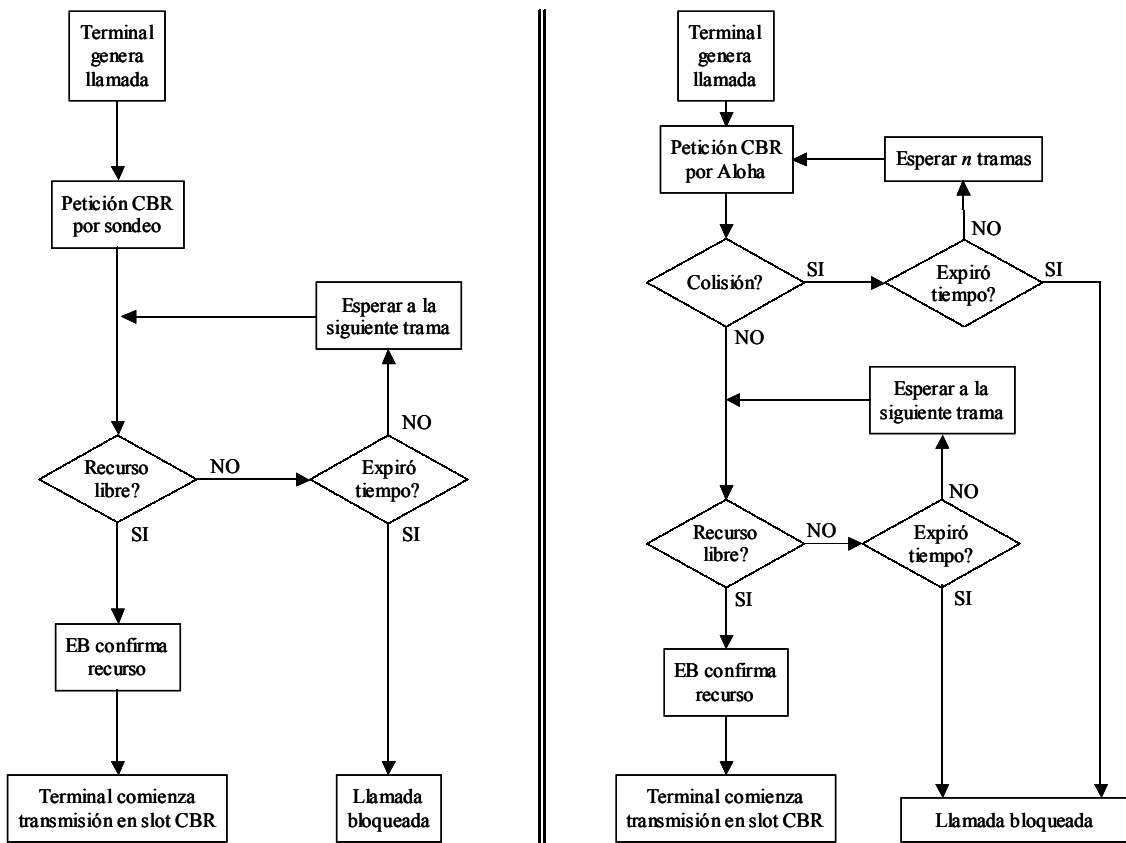 Terminal
genera
llamada
Petición CBR
por sondeo
Esperar a la
siguiente trama
NO
Recurso
libre?
NO
Expiró
tiempo?
SI
SI
EB confirma
recurso
Terminal comienza
transmisión en slot CBR
Llamada
bloqueada
Terminal
genera
llamada
Petición CBR
por Aloha
Esperar n tramas
NO
Colisión?
SI
Expiró
tiempo?
SI
NO
Esperar a la
siguiente trama
NO
Recurso
libre?
NO
Expiró
tiempo?
SI
SI
EB confirma
recurso
Terminal comienza
transmisión en slot CBR
Llamada bloqueada